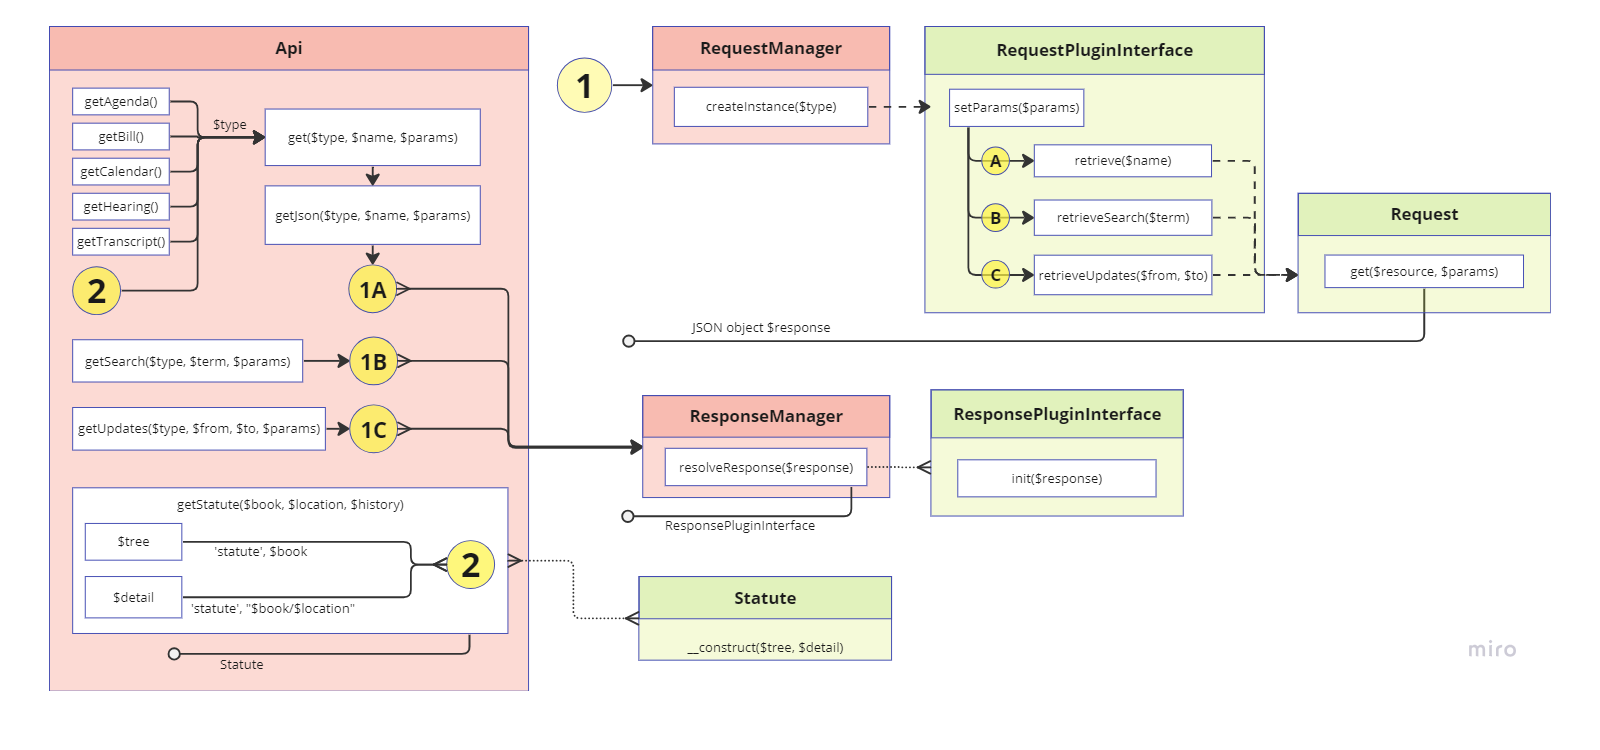 Api
getAgenda()
getBill()
getCalendar()
getHearing()
getTranscript()
2
$type
get($type, $name, $params)
getJson($type, $name, $params)
1A
getSearch($type, $term, $params)
1B
getUpdates($type, $from, $to, $params)
1C
getStatute($book, $location, $history)
$tree
'statute', $book
$detail
'statute', "$book/$location"
2
Statute
1
RequestManager
createInstance($type)
RequestPluginInterface
setParams($params)
A
retrieve($name)
B
retrieveSearch($term)
C
retrieveUpdates($from, $to)
Request
get($resource, $params)
JSON object $response
ResponseManager
resolveResponse($response)
ResponsePluginInterface
ResponsePluginInterface
init($response)
Statute
__construct($tree, $detail)
miro